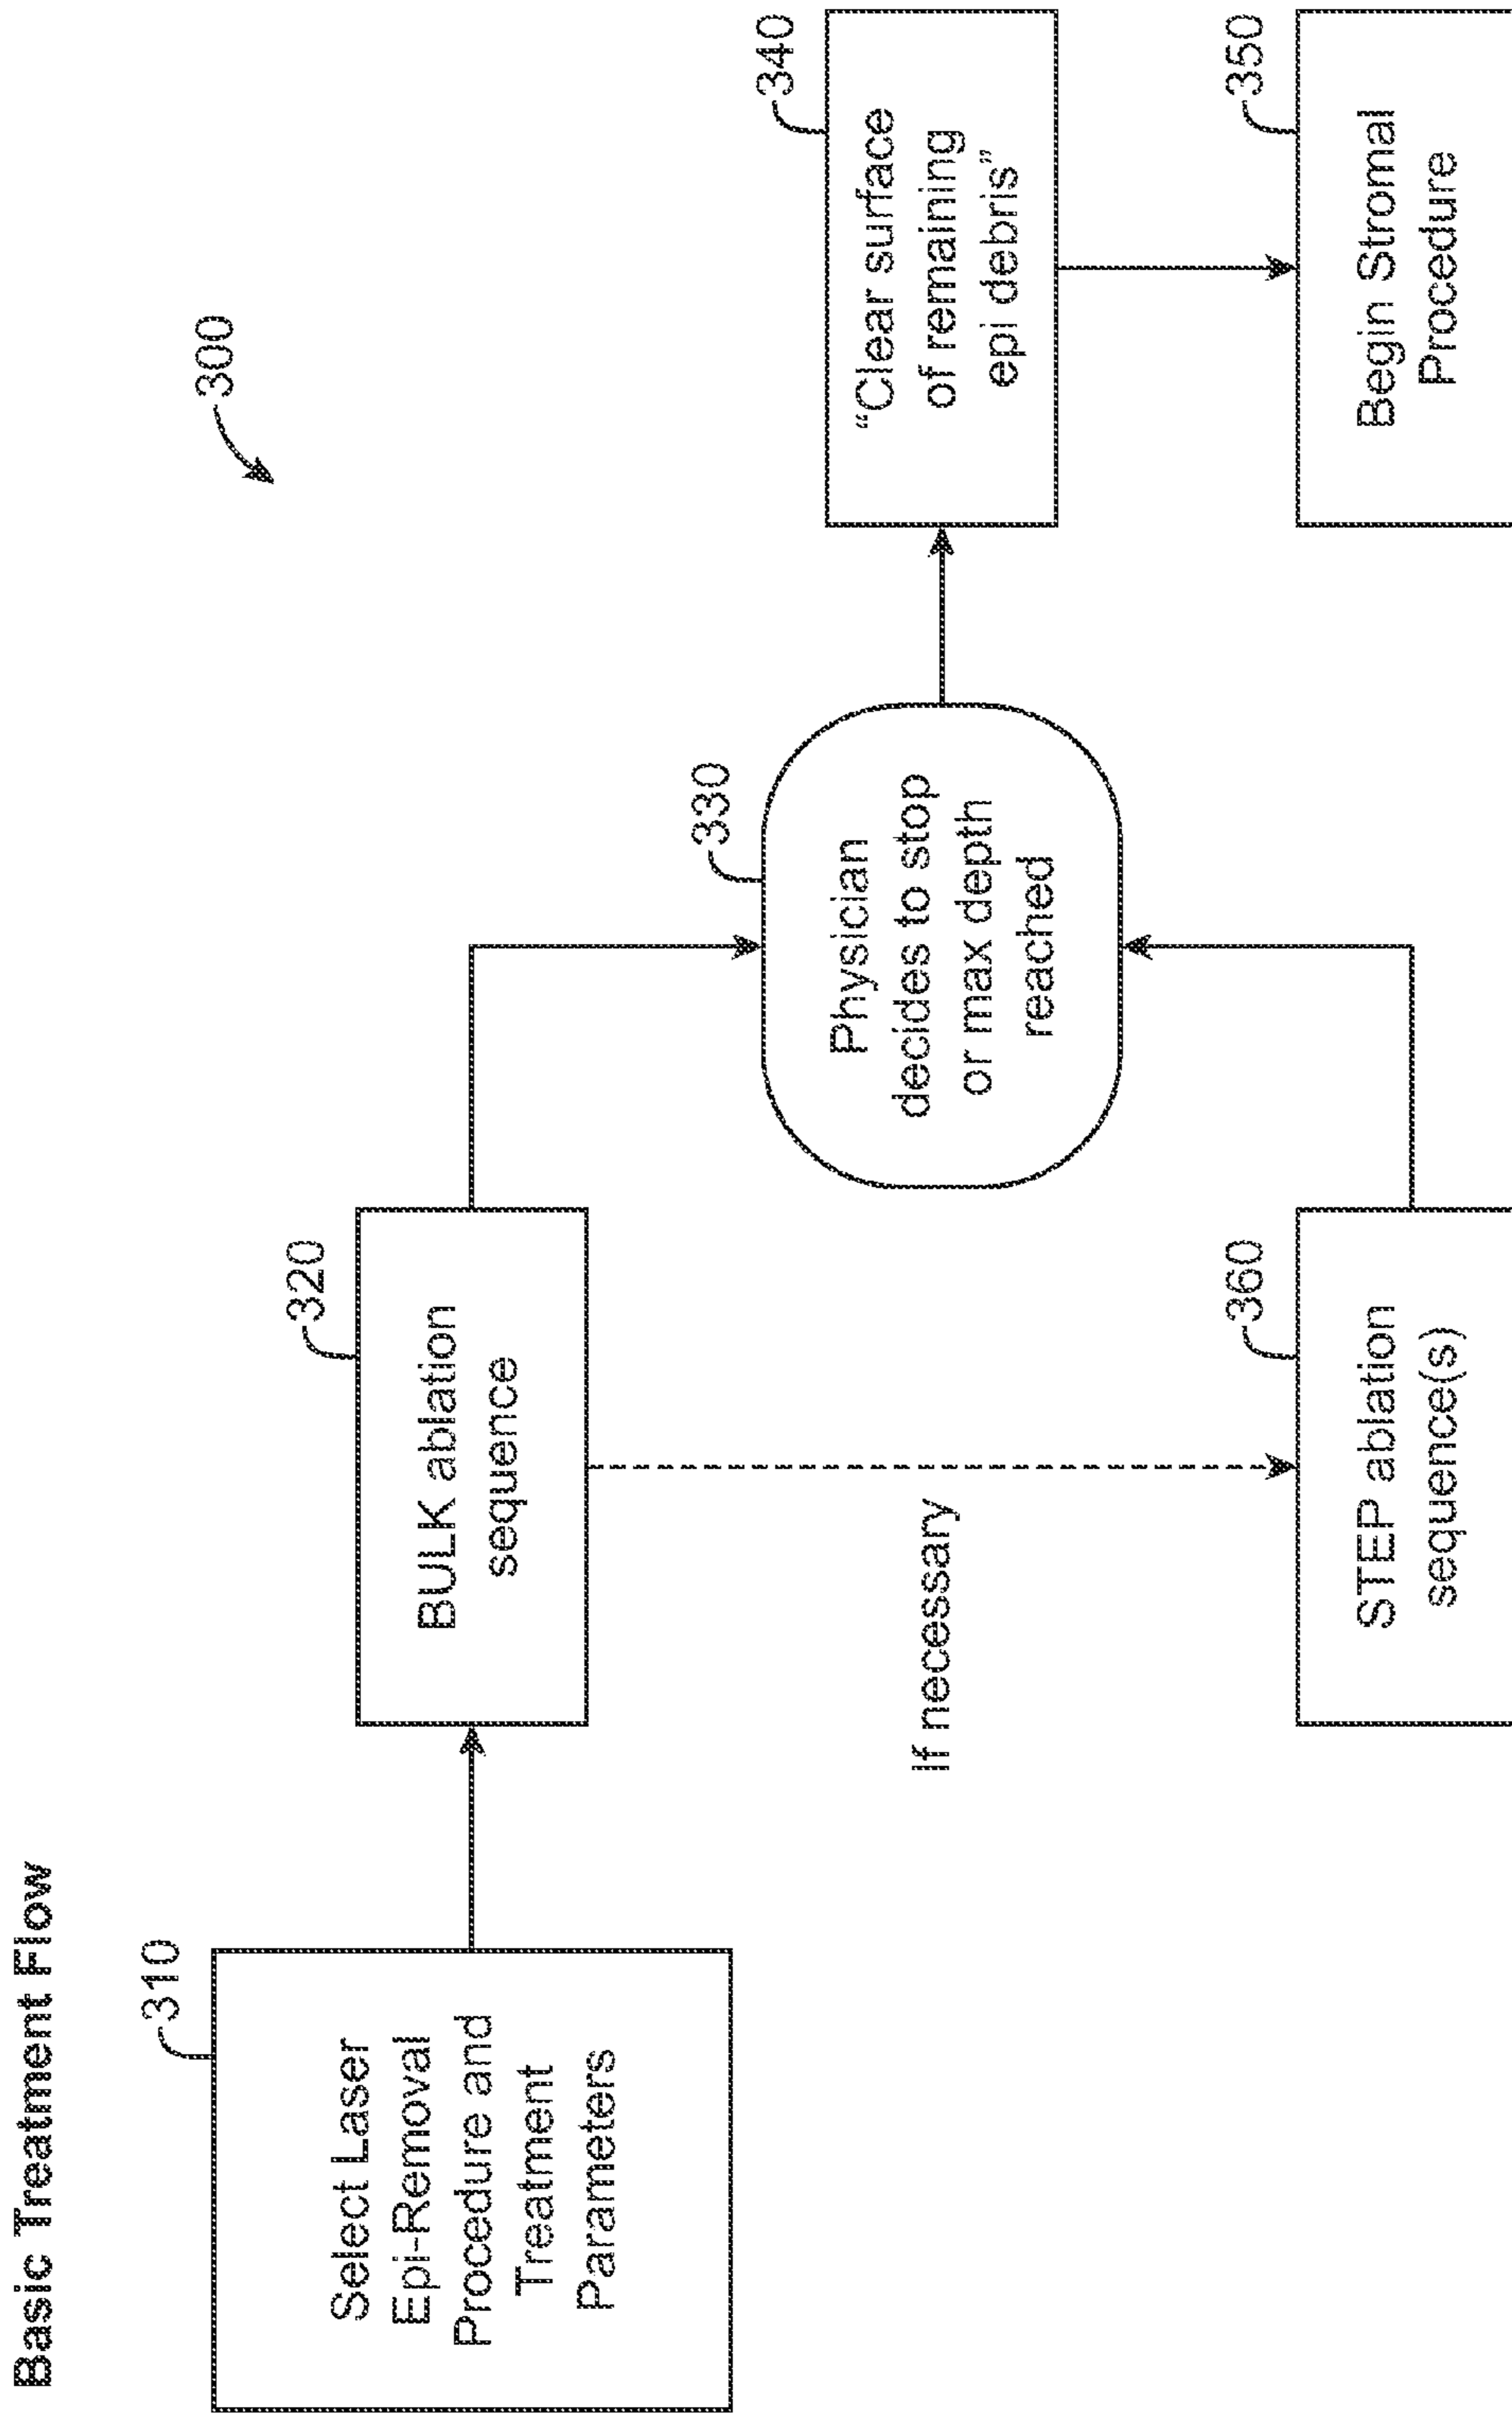 Basic Treatment Flow
300
310
Select Laser
Epi-Removal
Procedure and
Treatment
Parameters
320
BULK ablation
sequence
If necessary
360
STEP ablation
sequence(s)
330
Physician
decides to stop
or max depth
reached
340
“Clear surface
of remaining
epi debris”
350
Begin Stromal
Procedure